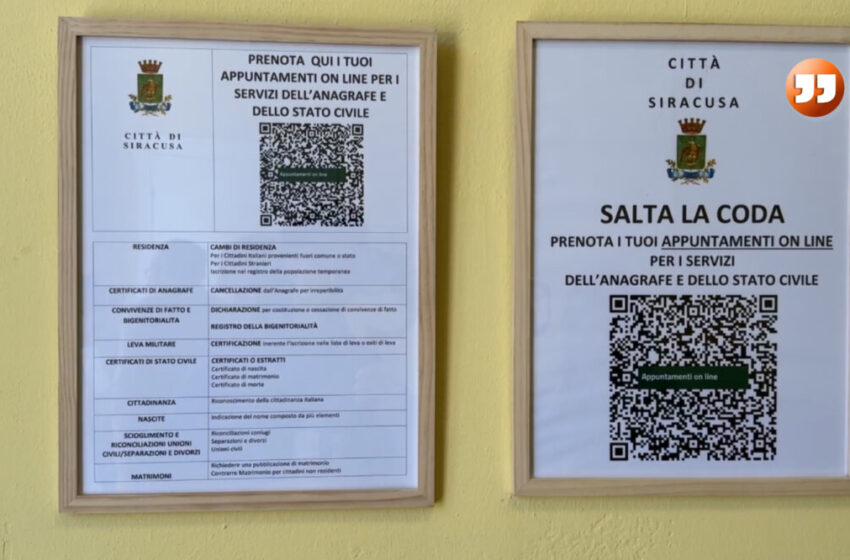 CITTÀ DI
SIRACUSA
PRENOTA QUI I TUOI
APPUNTAMENTI ON LINE PER I
SERVIZI DELL'ANAGRAFE E
DELLO STATO CIVILE
Appuntamenti on line
RESIDENZA
CAMBI DI RESIDENZA
Per i Cittadini Italiani provenienti fuori comune o stato
Per i Cittadini Stranieri
Iscrizione nel registro della popolazione temporanea
CERTIFICATI DI ANAGRAFE
CANCELLAZIONE dall'Anagrafe per irreperibilità
CONVIVENZE DI FATTO E
BIGENITORIALITA
DICHIARAZIONE per costituzione o cessazione di convivenze di fatto
REGISTRO DELLA BIGENITORIALITÀ
LEVA MILITARE
CERTIFICAZIONE inerente l'iscrizione nelle liste di leva o esiti di leva
CERTIFICATI DI STATO CIVILE
CERTIFICATI O ESTRATTI
Certificato di nascita
Certificato di matrimonio
Certificato di morte
CITTADINANZA
Riconoscimento della cittadinanza italiana
NASCITE
Indicazione del nome composto da più elementi
SCIOGLIMENTO E
RICONCILIAZIONI UNIONI
CIVILI/SEPARAZIONI E DIVORZI
Riconciliazioni coniugi
Separazioni e divorzi
Unioni civili
MATRIMONI
Richiedere una pubblicazione di matrimonio
Contrarre Matrimonio per cittadini non residenti
CITTÀ
DI
SIRACUSA
SALTA LA CODA
PRENOTA I TUOI APPUNTAMENTI ON LINE
PER I SERVIZI
DELL'ANAGRAFE E DELLO STATO CIVILE
Appuntamenti on line